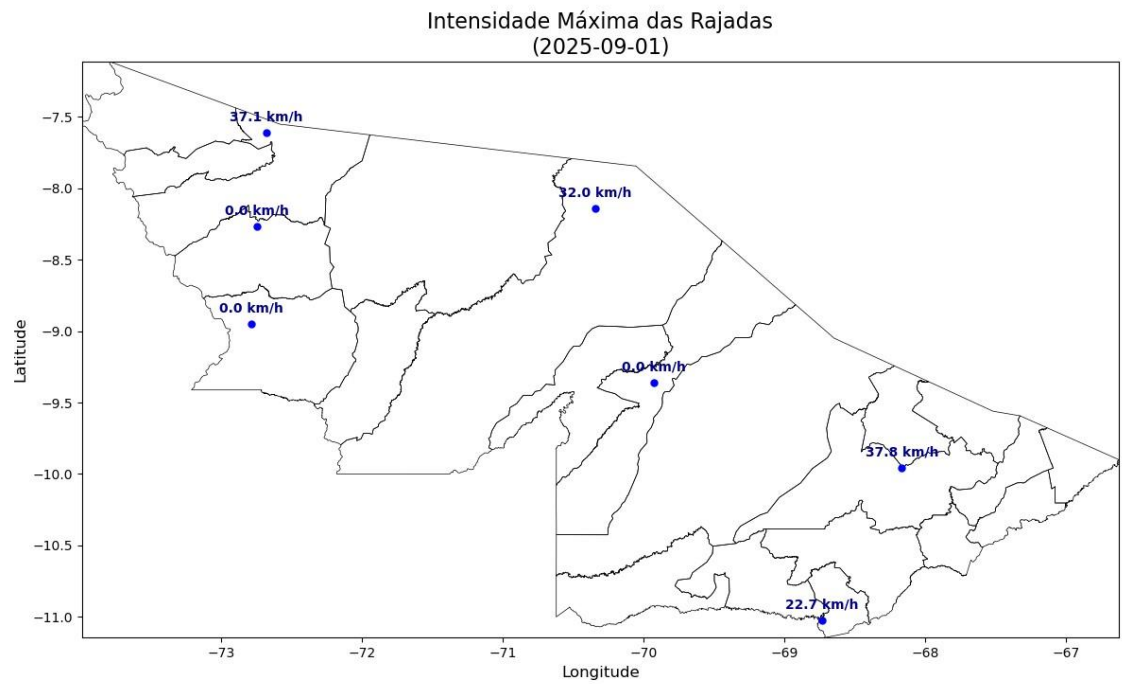 Intensidade Máxima das Rajadas
(2025-09-01)
37.1 km/h
32.0 km/h
0.0 km/h
0.0 km/h
0.0 km/h
37.8 km/h
22.7 km/h
−7.5
−8.0
−8.5
−9.0
−9.5
−10.0
−10.5
−11.0
Latitude
−73
−72
−71
−70
−69
−68
−67
Longitude